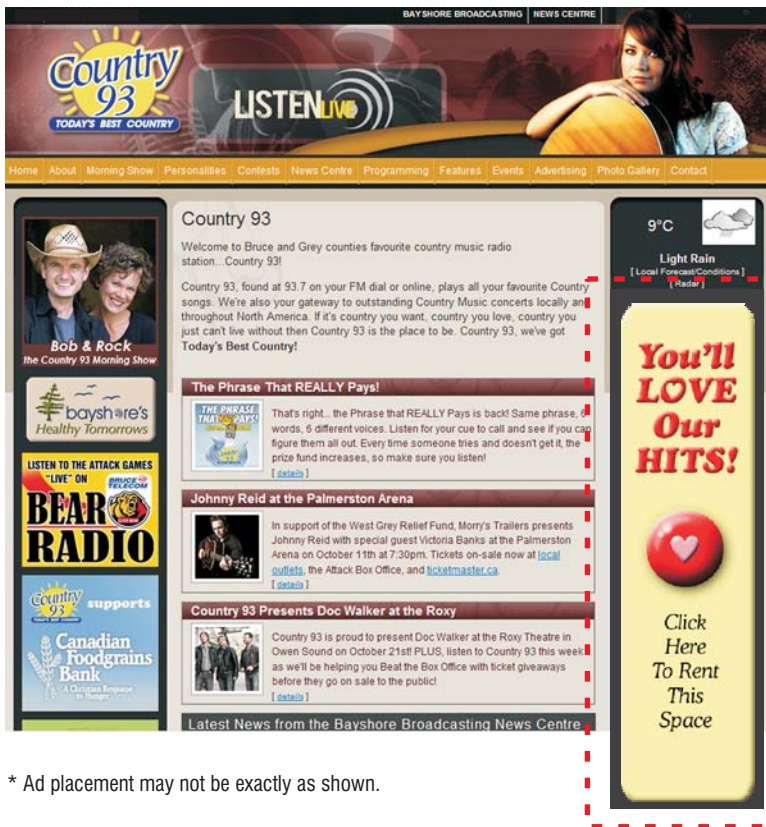 BAYSHORE BROADCASTING NEWS CENTRE
Country
93
TODAY'S BEST COUNTRY
LISTEN LIVE
Home About Morning Show Personalities Contests News Centre Programming Features Events Advertising Photo Gallery Contact
Bob & Rock
the Country 93 Morning Show
bayshore's
Healthy Tomorrows
LISTEN TO THE ATTACK GAMES
"LIVE" ON
BRUCE
TELECOM
BEAR
RADIO
Country
93
supports
Canadian
Foodgrains
Bank
A Christian Response
to Hunger
Country 93
Welcome to Bruce and Grey counties favourite country music radio
station...Country 93!
Country 93, found at 93.7 on your FM dial or online, plays all your favourite Country
songs. We're also your gateway to outstanding Country Music concerts locally and
throughout North America. If it's country you want, country you love, country you
just can't live without then Country 93 is the place to be. Country 93, we've got
Today's Best Country!
The Phrase That REALLY Pays!
THE PHRASE
THAT PAYS!
That's right... the Phrase that REALLY Pays is back! Same phrase, 6
words, 6 different voices. Listen for your cue to call and see if you can
figure them all out. Every time someone tries and doesn't get it, the
prize fund increases, so make sure you listen!
[ details ]
Johnny Reid at the Palmerston Arena
In support of the West Grey Relief Fund, Morry's Trailers presents
Johnny Reid with special guest Victoria Banks at the Palmerston
Arena on October 11th at 7:30pm. Tickets on-sale now at local
outlets, the Attack Box Office, and ticketmaster.ca.
[ details ]
Country 93 Presents Doc Walker at the Roxy
Country 93 is proud to present Doc Walker at the Roxy Theatre in
Owen Sound on October 21st! PLUS, listen to Country 93 this week
as we'll be helping you Beat the Box Office with ticket giveaways
before they go on sale to the public!
[ details ]
Latest News from the Bayshore Broadcasting News Centre
9°C
Light Rain
[ Local Forecast/Conditions ]
[ Radar ]
You'll
LOVE
Our
HITS!
Click
Here
To Rent
This
Space
* Ad placement may not be exactly as shown.